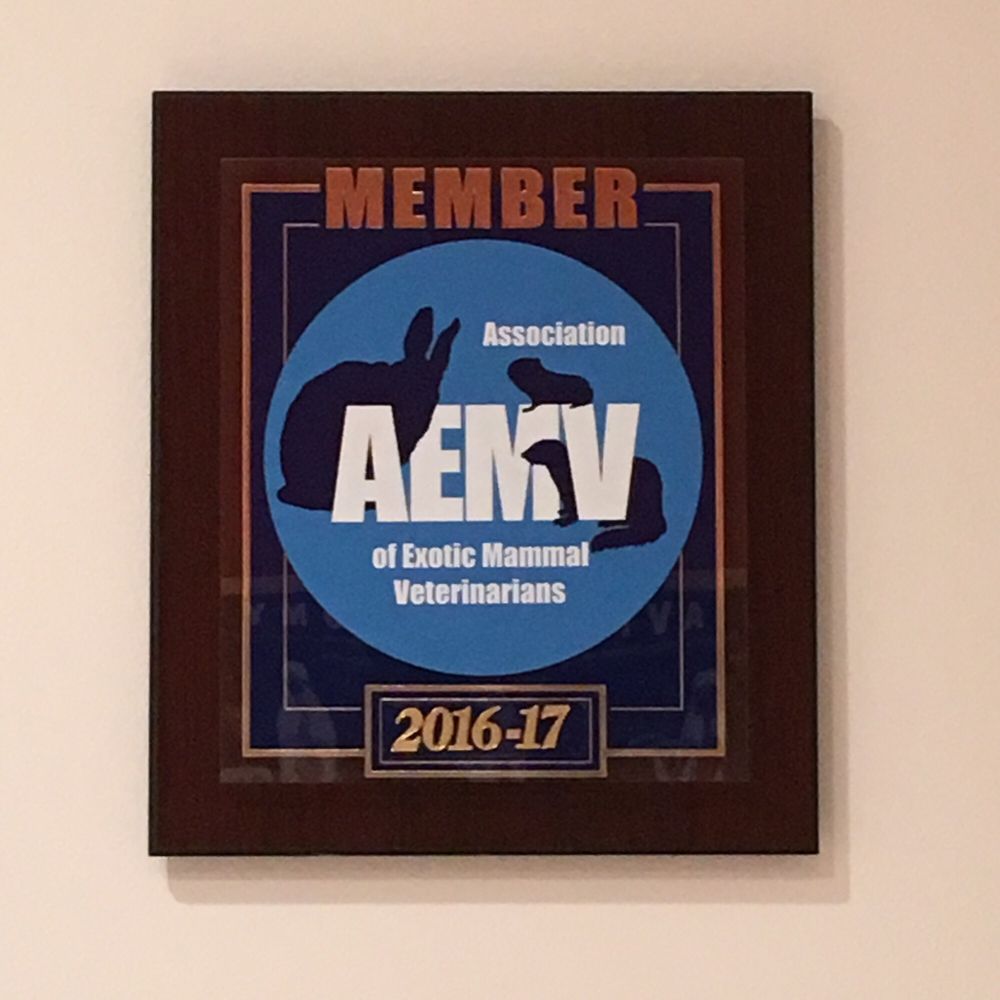 MEMBER
Association
AEMV
of Exotic Mammal
Veterinarians
2016-17